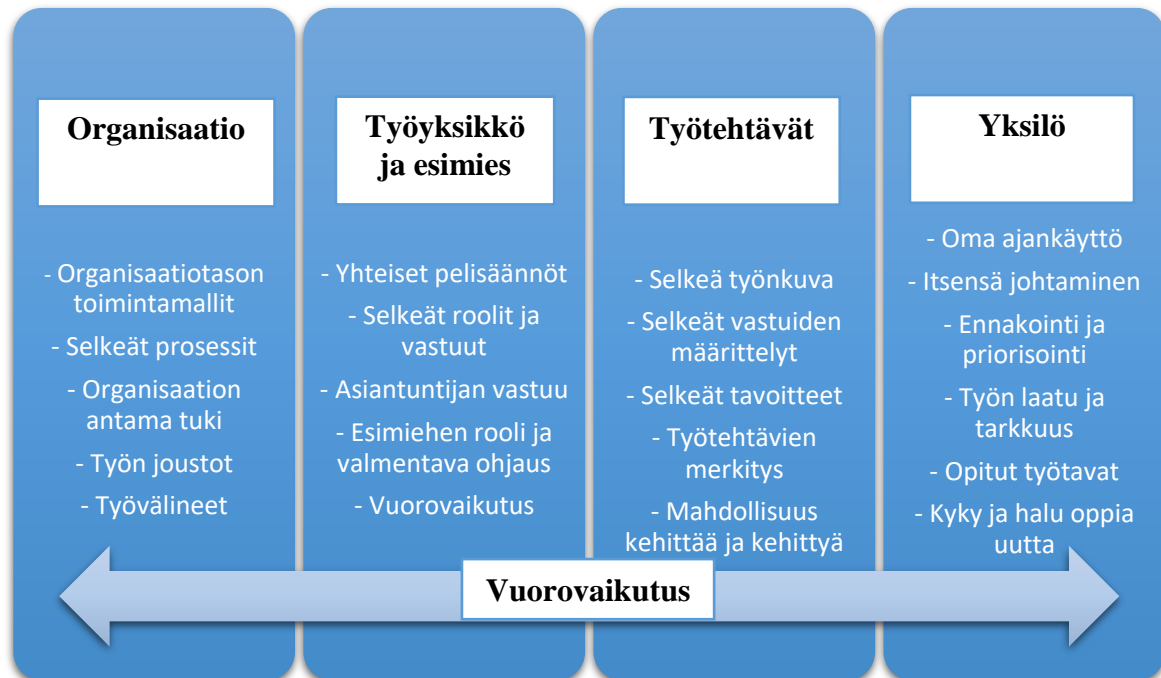 Organisaatio
- Organisaatiotason
toimintamallit
- Selkeät prosessit
- Organisaation
antama tuki
- Työn joustot
- Työvälineet
Työyksikkö
ja esimies
- Yhteiset pelisäännöt
- Selkeät roolit ja
vastuut
- Asiantuntijan vastuu
- Esimiehen rooli ja
valmentava ohjaus
- Vuorovaikutus
Työtehtävät
- Selkeä työnkuva
- Selkeät vastuiden
määrittelyt
- Selkeät tavoitteet
- Työtehtävien
merkitys
- Mahdollisuus
kehittää ja kehittyä
Yksilö
- Oma ajankäyttö
- Itsensä johtaminen
- Ennakointi ja
priorisointi
- Työn laatu ja
tarkkuus
- Opitut työtavat
- Kyky ja halu oppia
uutta
Vuorovaikutus